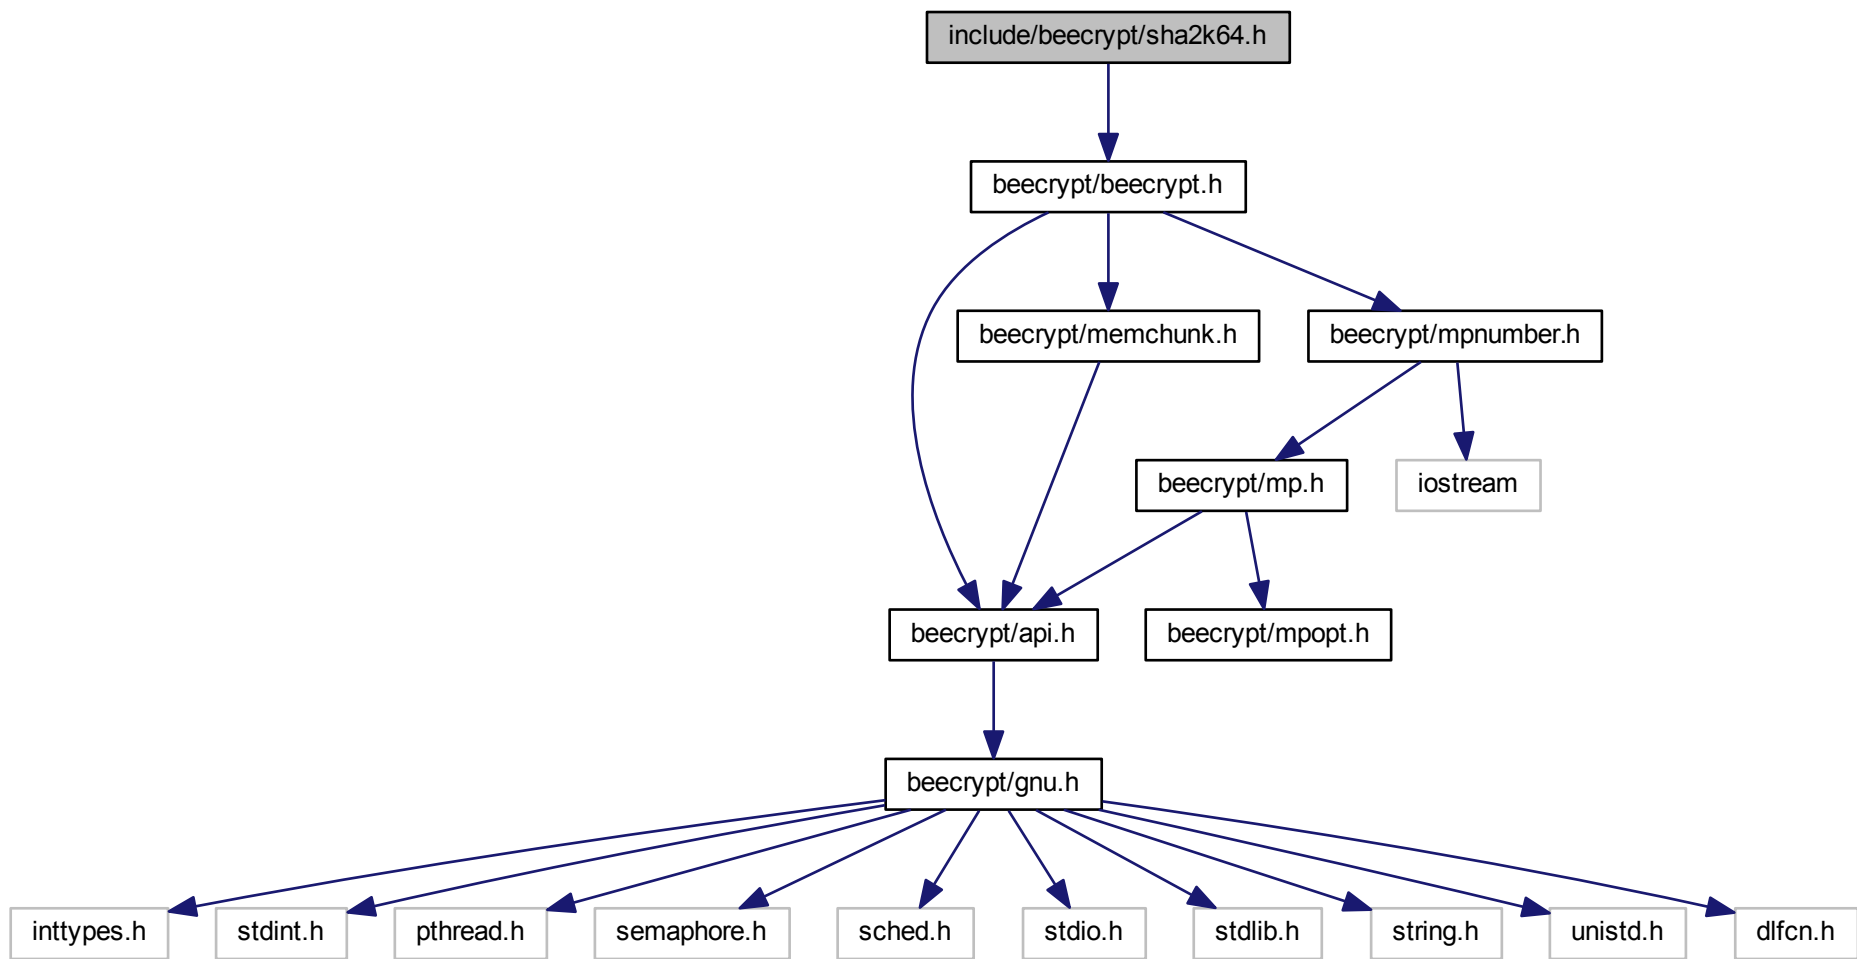 include/beecrypt/sha2k64.h
beecrypt/beecrypt.h
beecrypt/memchunk.h
beecrypt/mpnumber.h
beecrypt/mp.h
iostream
beecrypt/api.h
beecrypt/mpopt.h
beecrypt/gnu.h
inttypes.h
stdint.h
pthread.h
semaphore.h
sched.h
stdio.h
stdlib.h
string.h
unistd.h
dlfcn.h